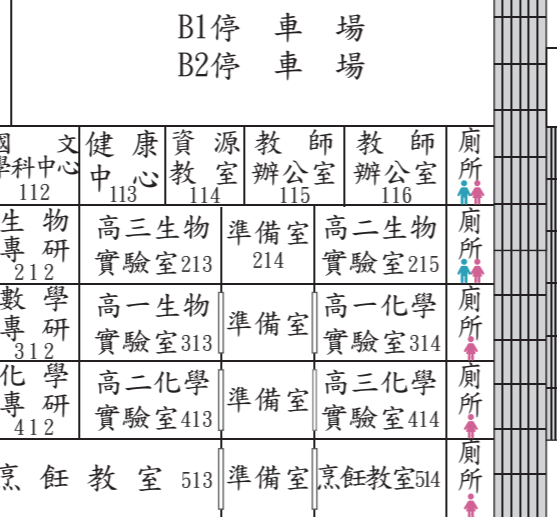 B1停 車 場
B2停 車 場
國 文 健 康 資 源 教 師 教 師 廁
學科中心 中 心 教 室 辦公室 辦公室 所
112 113 114 115 116
生 物 高三生物 準備室 高二生物 廁
專 研 實驗室213 214 實驗室215 所
212
數 學 高一生物 準備室 高一化學 廁
專 研 實驗室313 實驗室314 所
312
化 學 高二化學 準備室 高三化學 廁
專 研 實驗室413 實驗室414 所
412
烹 飪 教 室 513 準備室 烹飪教室514 廁
所